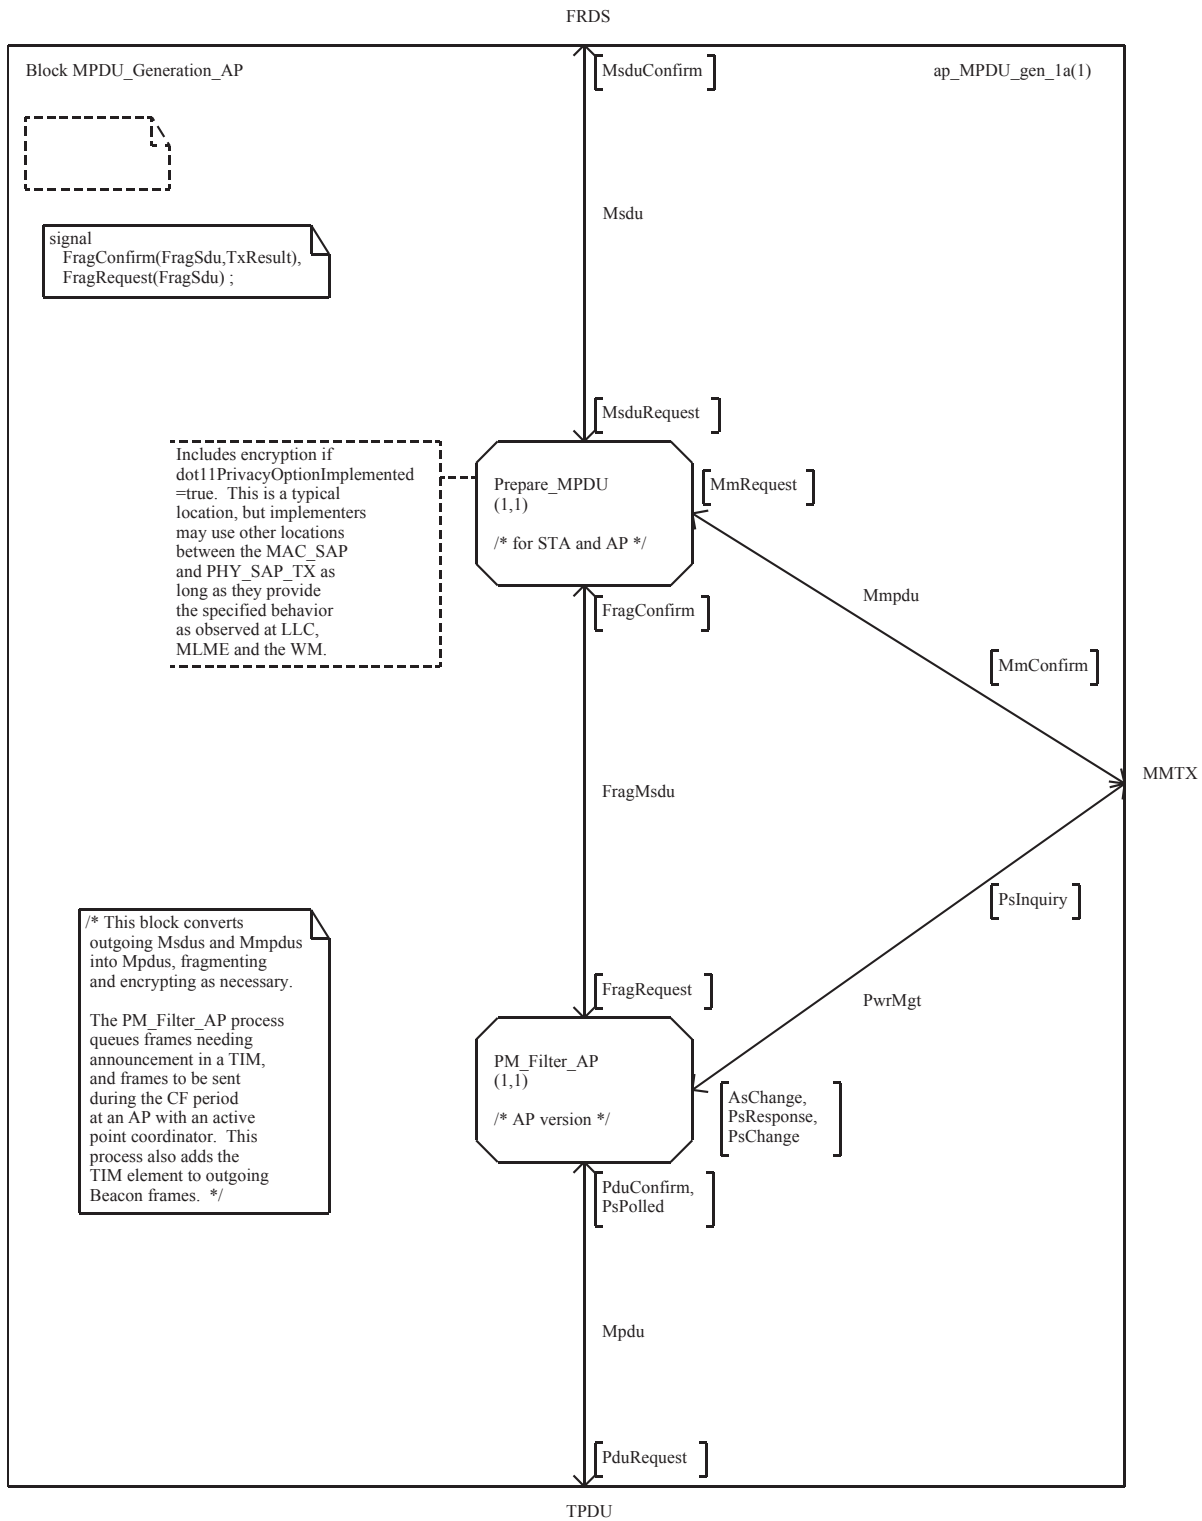 FRDS
Block MPDU_Generation_AP
MsduConfirm
ap_MPDU_gen_1a(1)
Msdu
signal
FragConfirm(FragSdu,TxResult),
FragRequest(FragSdu) ;
MsduRequest
Includes encryption if
dot11PrivacyOptionImplemented
=true.  This is a typical
location, but implementers
may use other locations
between the MAC_SAP
and PHY_SAP_TX as
long as they provide
the specified behavior
as observed at LLC,
MLME and the WM.
Prepare_MPDU
(1,1)
/* for STA and AP */
MmRequest
Mmpdu
FragConfirm
MmConfirm
MMTX
FragMsdu
PsInquiry
/* This block converts
outgoing Msdus and Mmpdus
into Mpdus, fragmenting
and encrypting as necessary.
The PM_Filter_AP process
queues frames needing
announcement in a TIM,
and frames to be sent
during the CF period
at an AP with an active
point coordinator.  This
process also adds the
TIM element to outgoing
Beacon frames.  */
FragRequest
PwrMgt
PM_Filter_AP
(1,1)
/* AP version */
AsChange,
PsResponse,
PsChange
PduConfirm,
PsPolled
Mpdu
PduRequest
TPDU